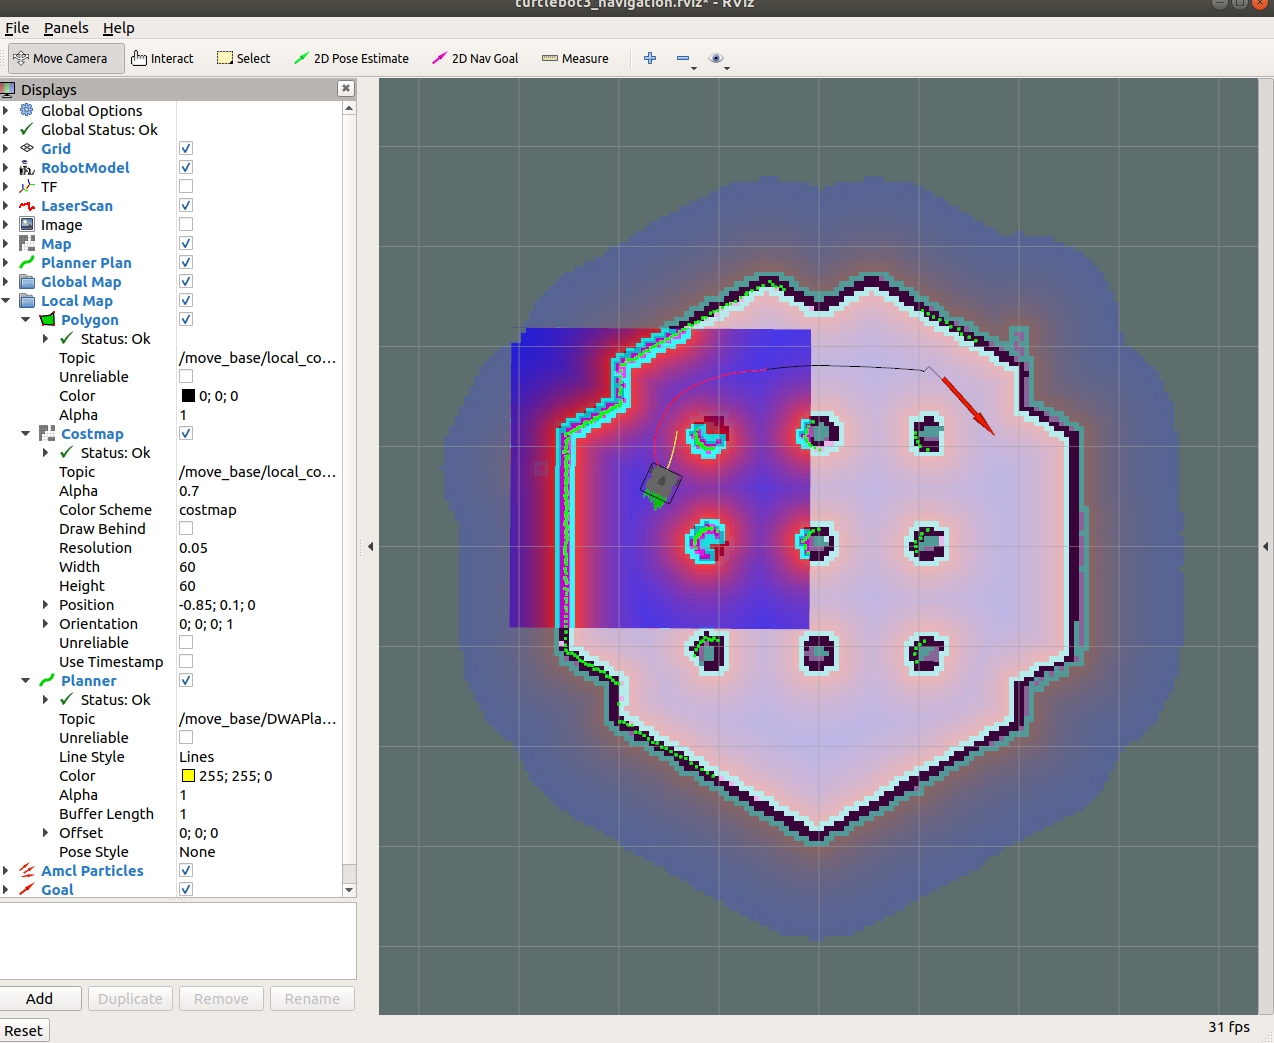 turtlebot3_navigation.rviz* - RViz
File Panels Help
Move Camera Interact Select 2D Pose Estimate 2D Nav Goal Measure
Displays
Global Options
Global Status: Ok
Grid
RobotModel
TF
LaserScan
Image
Map
Planner Plan
Global Map
Local Map
Polygon
Status: Ok
Topic /move_base/local_co...
Unreliable
Color 0; 0; 0
Alpha 1
Costmap
Status: Ok
Topic /move_base/local_co...
Alpha 0.7
Color Scheme costmap
Draw Behind
Resolution 0.05
Width 60
Height 60
Position -0.85; 0.1; 0
Orientation 0; 0; 0; 1
Unreliable
Use Timestamp
Planner
Status: Ok
Topic /move_base/DWAPla...
Unreliable
Line Style Lines
Color 255; 255; 0
Alpha 1
Buffer Length 1
Offset 0; 0; 0
Pose Style None
Amcl Particles
Goal
Add Duplicate Remove Rename
Reset 31 fps